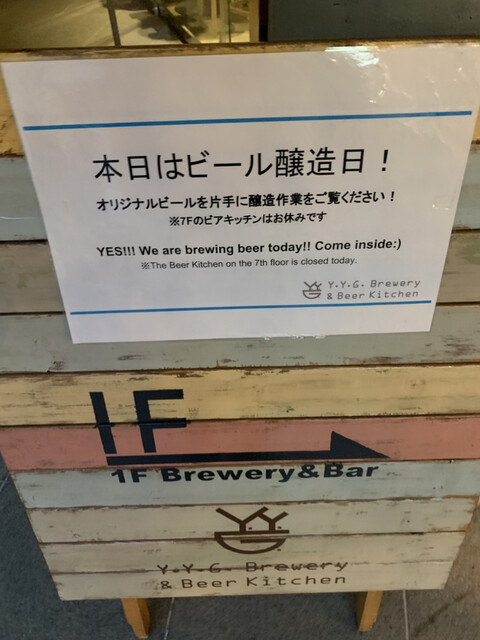 本日はビール醸造日！
オリジナルビールを片手に醸造作業をご覧ください！
※7Fのビアキッチンはお休みです
YES!!! We are brewing beer today!! Come inside:)
※The Beer Kitchen on the 7th floor is closed today.
YYG
Y.Y.G. Brewery
& Beer Kitchen
1F
1F Brewery&Bar
Y.Y.G.
Y.Y.G. Brewery
& Beer Kitchen